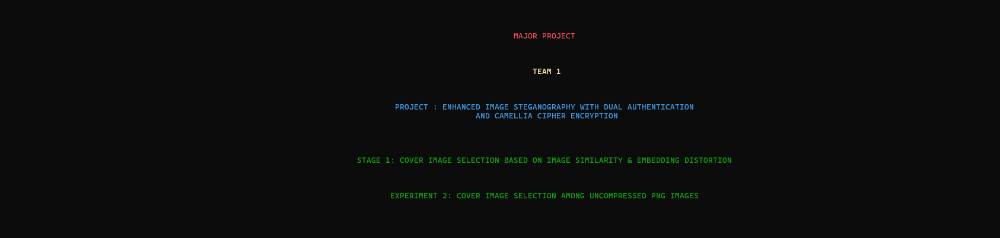 MAJOR PROJECT
TEAM 1
PROJECT : ENHANCED IMAGE STEGANOGRAPHY WITH DUAL AUTHENTICATION
AND CAMELLIA CIPHER ENCRYPTION
STAGE 1: COVER IMAGE SELECTION BASED ON IMAGE SIMILARITY & EMBEDDING DISTORTION
EXPERIMENT 2: COVER IMAGE SELECTION AMONG UNCOMPRESSED PNG IMAGES